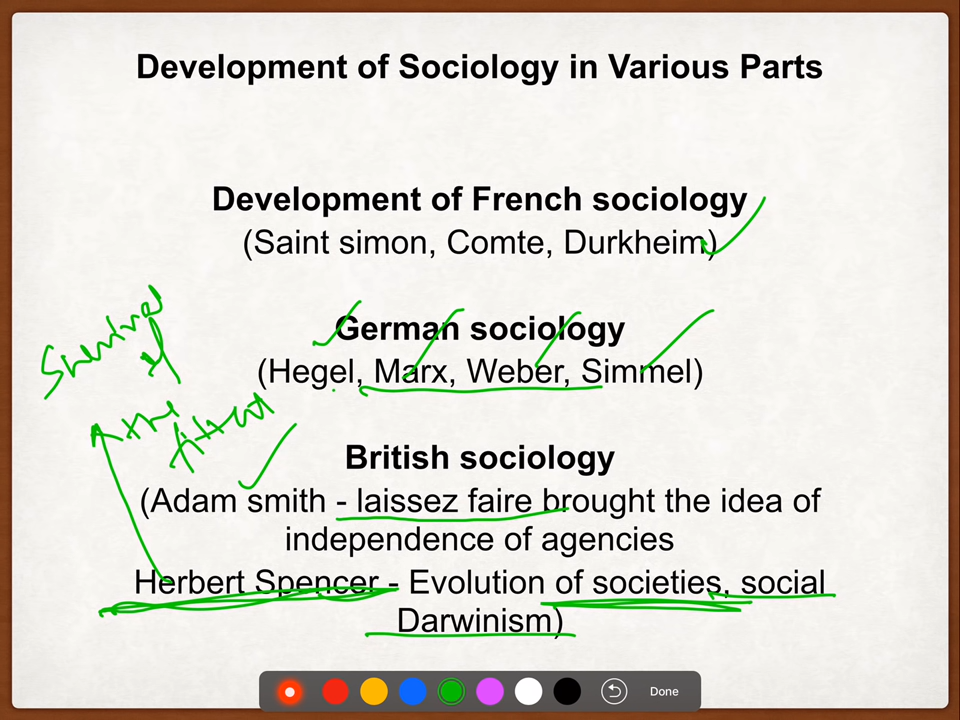 Development of Sociology in Various Parts
Development of French sociology
(Saint simon, Comte, Durkheim)
German sociology
(Hegel, Marx, Weber, Simmel)
British sociology
(Adam smith - laissez faire brought the idea of
independence of agencies
Herbert Spencer - Evolution of societies, social
Darwinism)
Done